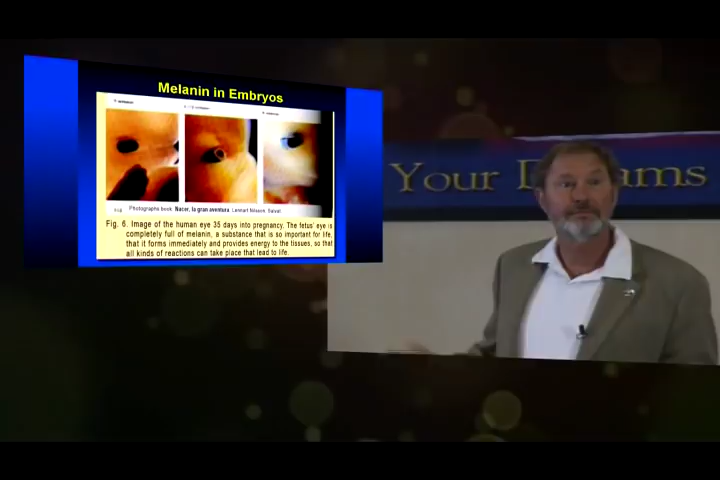 Melanin in Embryos
Photographs book: Nacer, la gran aventura. Lennart Nilsson. Salvat.
Fig. 6. Image of the human eye 35 days into pregnancy. The fetus' eye is
completely full of melanin, a substance that is so important for life,
that it forms immediately and provides energy to the tissues, so that
all kinds of reactions can take place that lead to life.
Your D ams